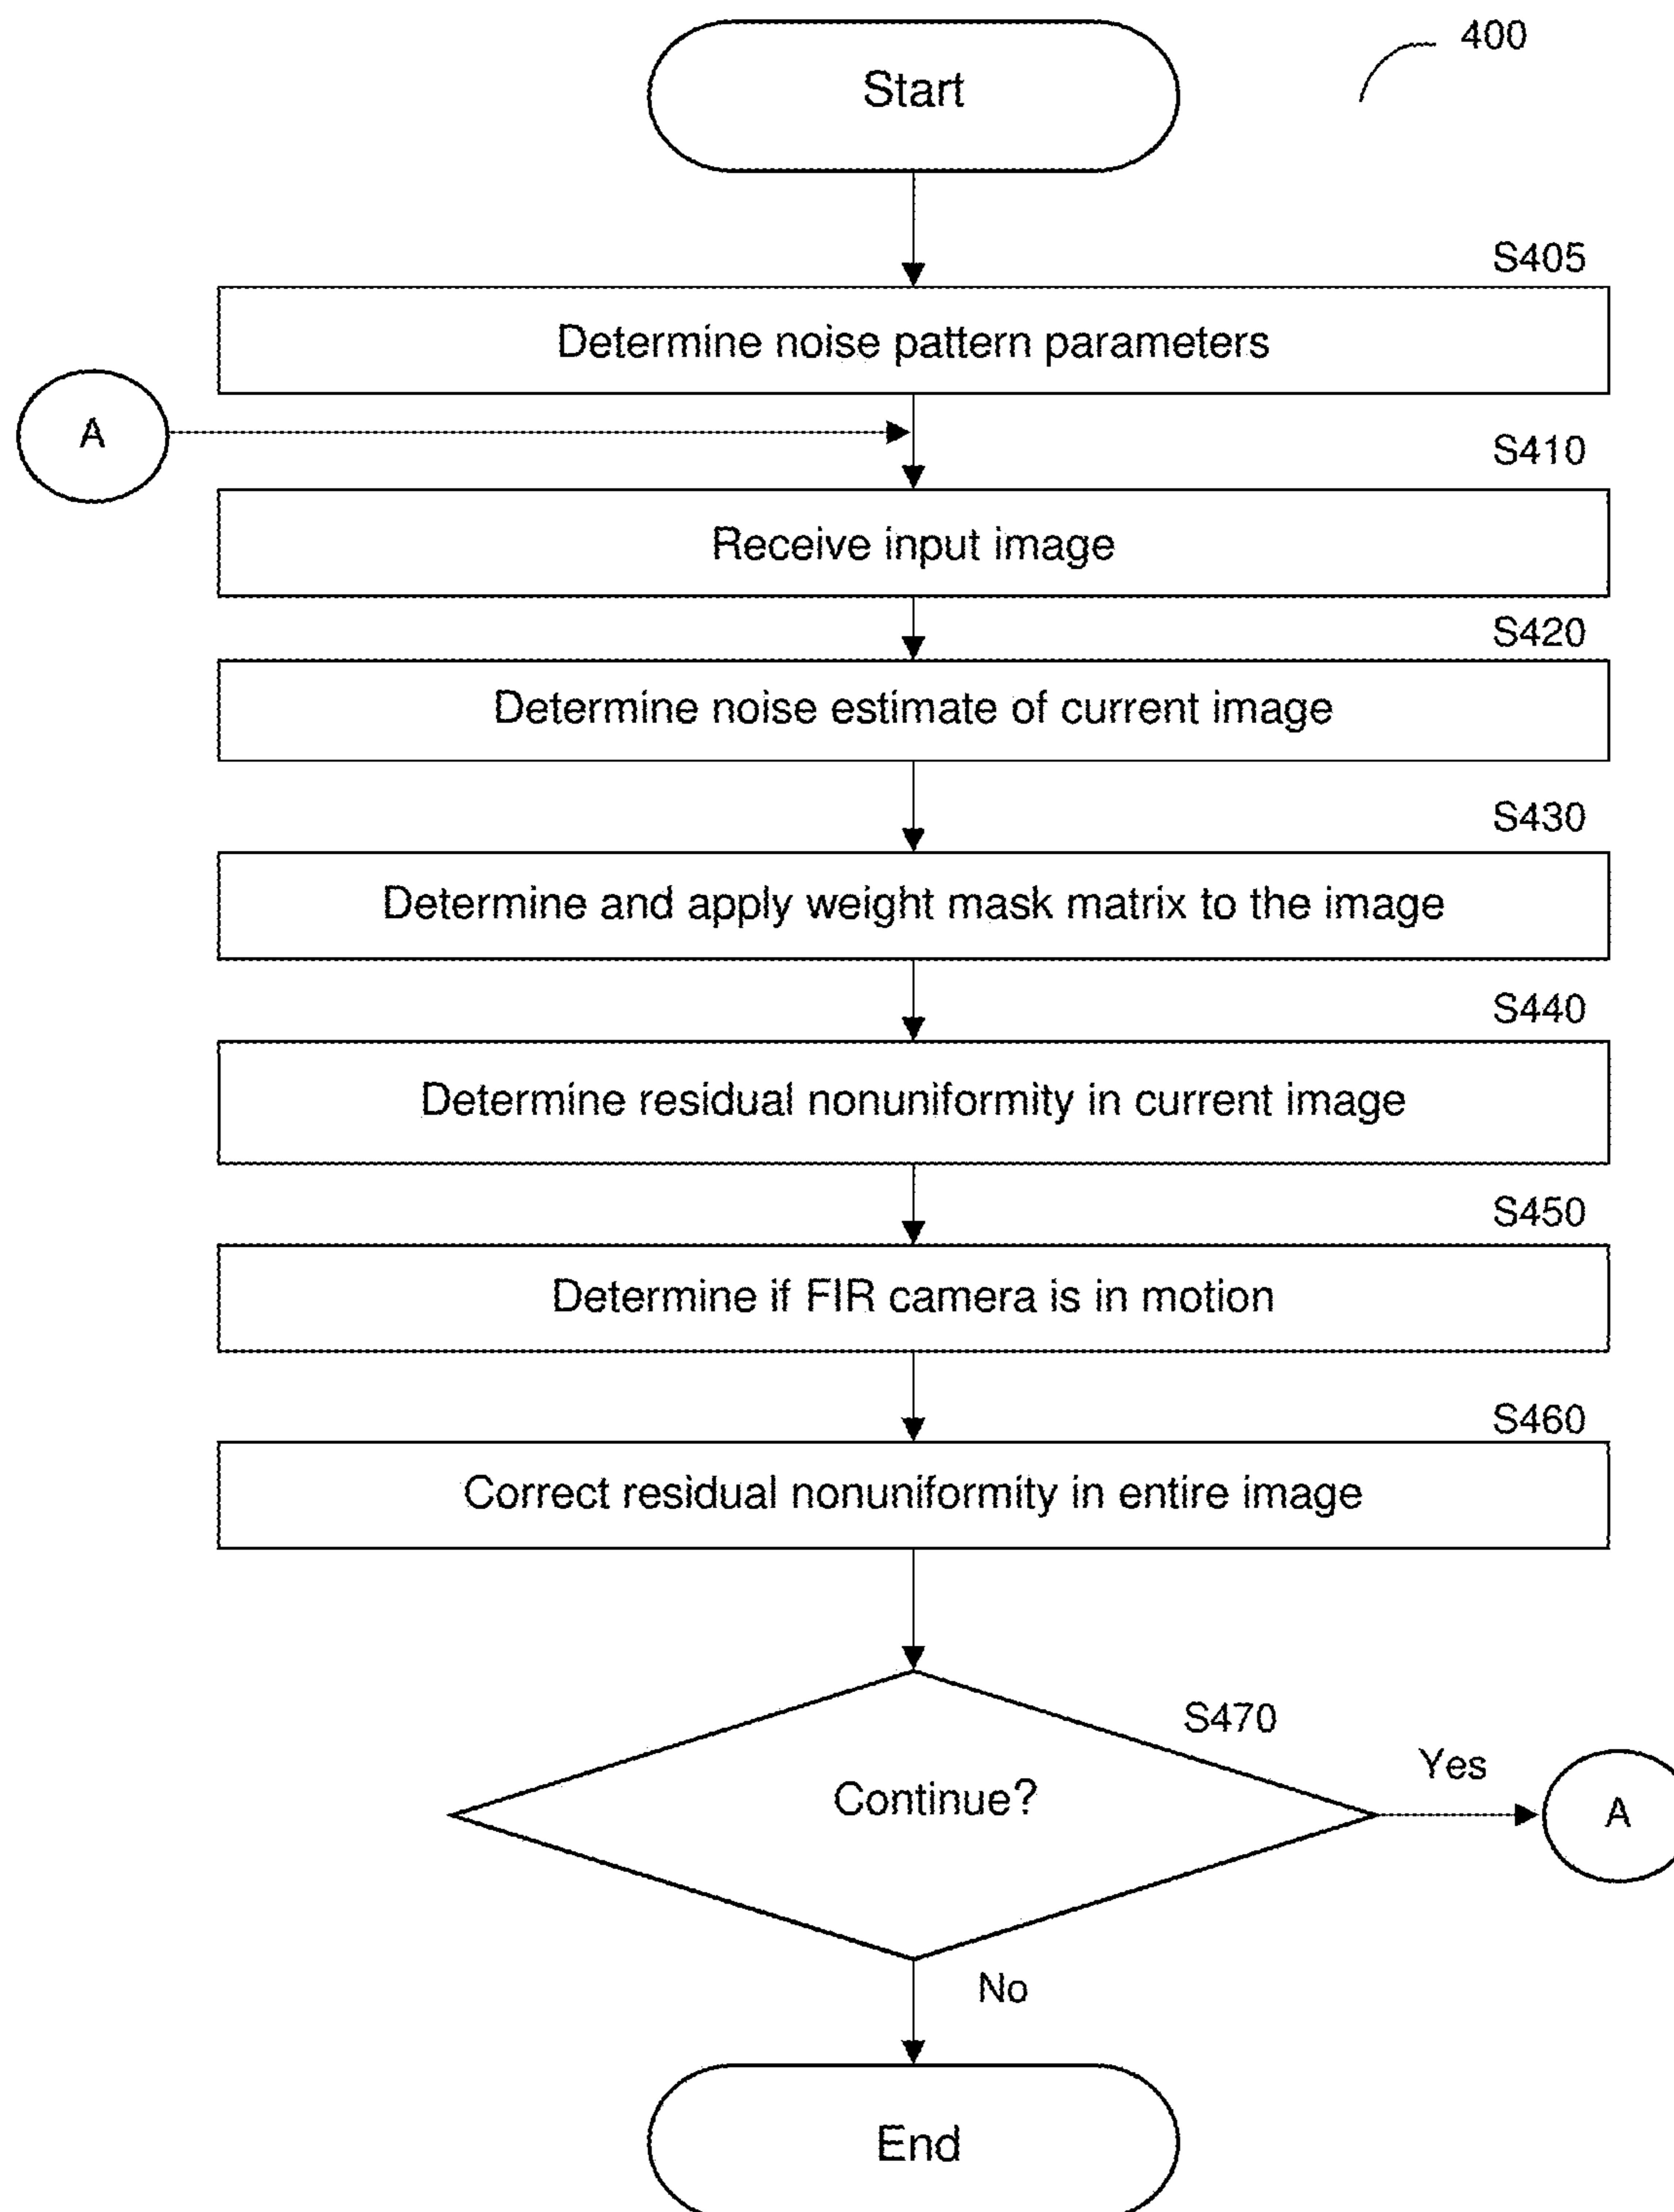 400
Start
S405
Determine noise pattern parameters
A
S410
Receive input image
S420
Determine noise estimate of current image
S430
Determine and apply weight mask matrix to the image
S440
Determine residual nonuniformity in current image
S450
Determine if FIR camera is in motion
S460
Correct residual nonuniformity in entire image
S470
Continue?
Yes
A
No
End